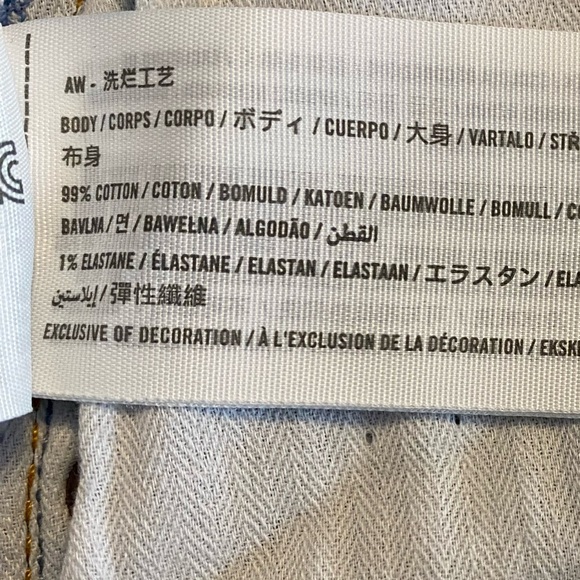 AW - 洗烂工艺
BODY / CORPS / CORPO / ボディ / CUERPO / 大身 / VARTALO /
布身
99% COTTON / COTON / BOMULD / KATOEN / BAUMWOLLE / BOMULL /
BAVLNA / 면 / BAWEŁNA / ALGODÃO / القطن
1% ELASTANE / ÉLASTANE / ELASTAN / ELASTAAN / エラスタン /
إيلاستين / 彈性纖維
EXCLUSIVE OF DECORATION / À L'EXCLUSION DE LA DÉCORATION /